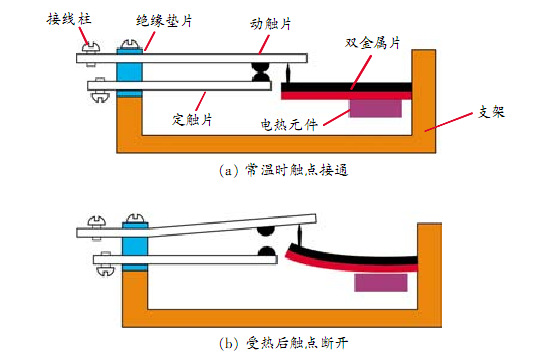 接线柱
绝缘垫片
动触片
双金属片
定触片
电热元件
支架
(a) 常温时触点接通
(b) 受热后触点断开